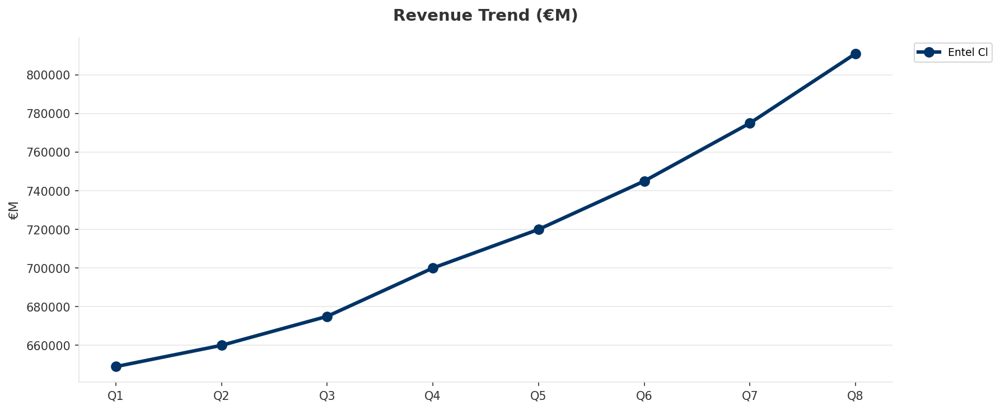 Revenue Trend (€M)
Entel Cl
€M
800000
780000
760000
740000
720000
700000
680000
660000
Q1 Q2 Q3 Q4 Q5 Q6 Q7 Q8